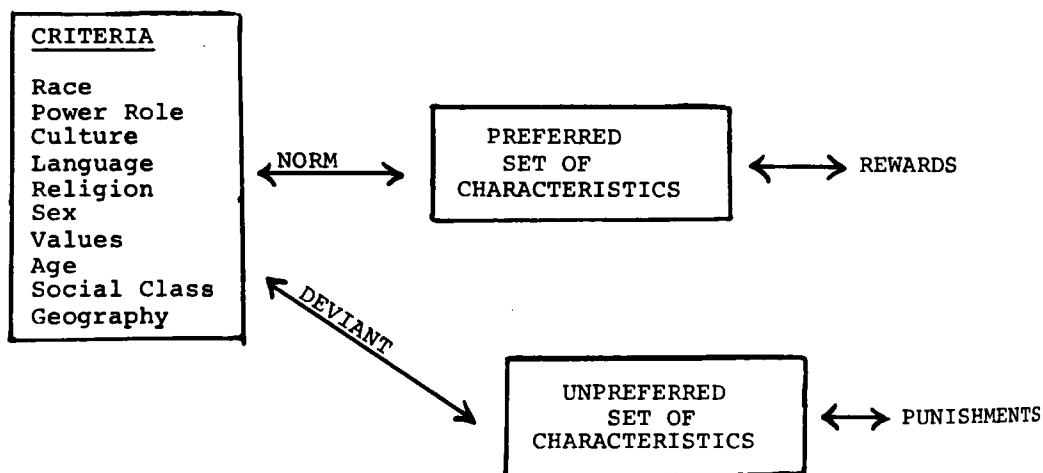 CRITERIA
Race
Power Role
Culture
Language
Religion
Sex
Values
Age
Social Class
Geography
NORM
PREFERRED
SET OF
CHARACTERISTICS
REWARDS
DEVIANT
UNPREFERRED
SET OF
CHARACTERISTICS
PUNISHMENTS